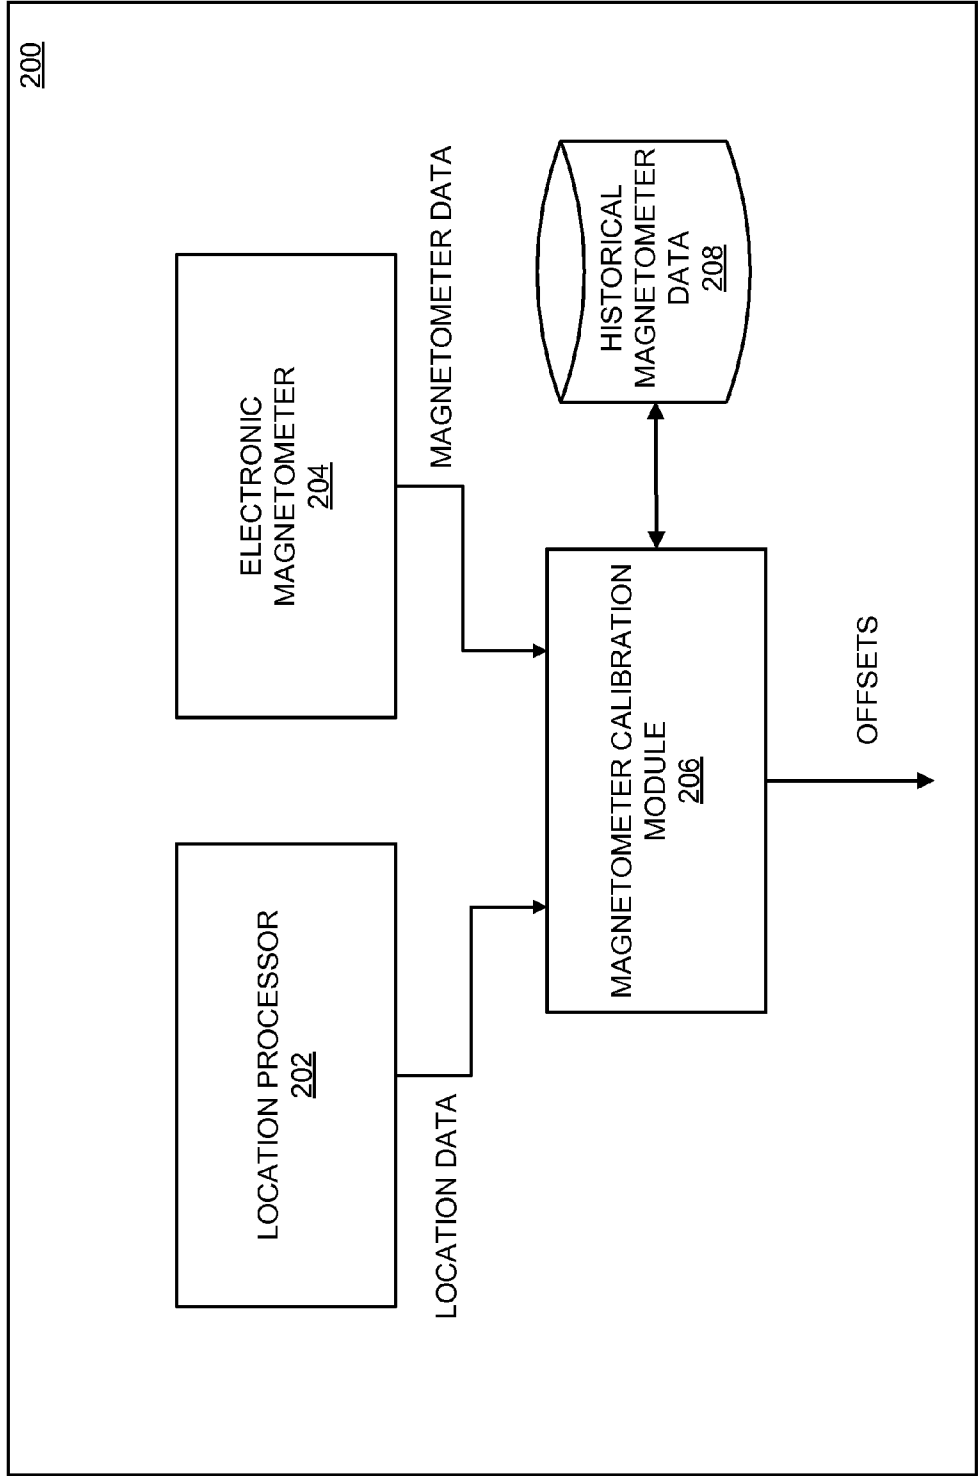 200
LOCATION PROCESSOR
202
ELECTRONIC
MAGNETOMETER
204
LOCATION DATA
MAGNETOMETER DATA
MAGNETOMETER CALIBRATION
MODULE
206
HISTORICAL
MAGNETOMETER
DATA
208
OFFSETS